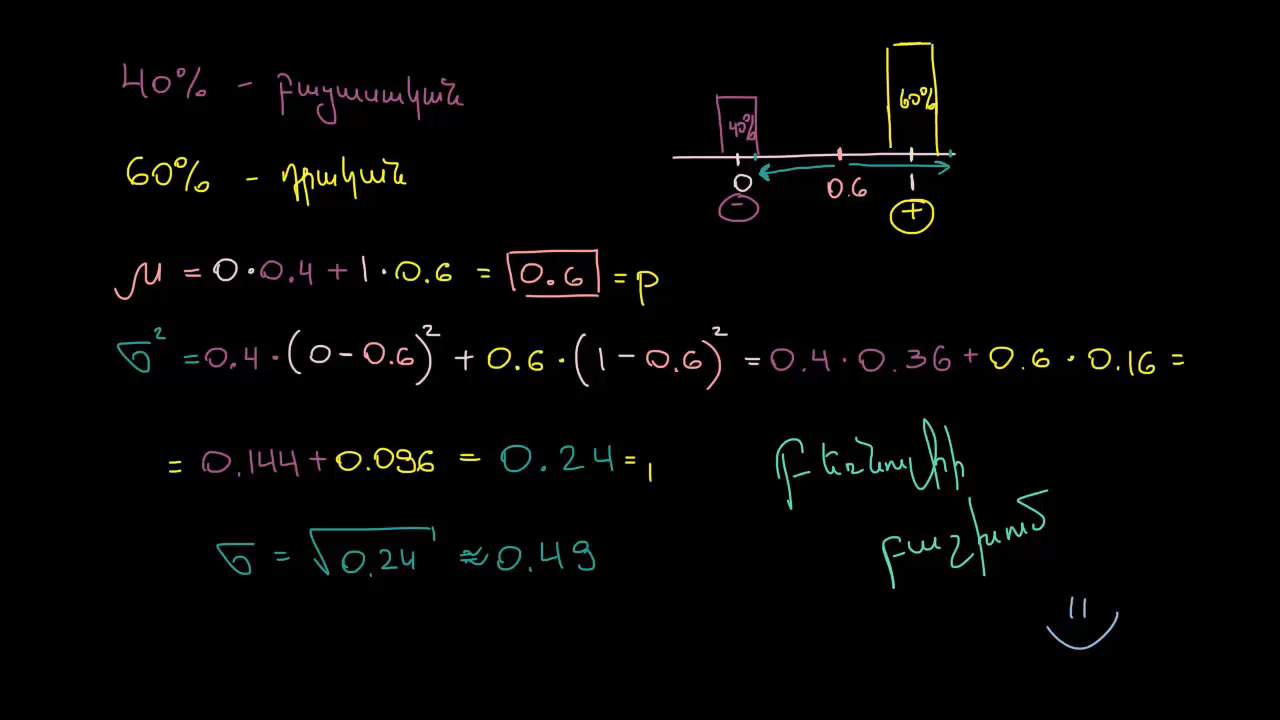 40% - բացասական
60% - դրական
40%
60%
0 0.6 1
- +
μ = 0·0.4 + 1·0.6 = 0.6 = p
σ² = 0.4·(0 - 0.6)² + 0.6·(1 - 0.6)² = 0.4·0.36 + 0.6·0.16 =
= 0.144 + 0.096 = 0.24 = ı
σ = √0.24 ≈ 0.49
Բեռնուլիի
բաշխում